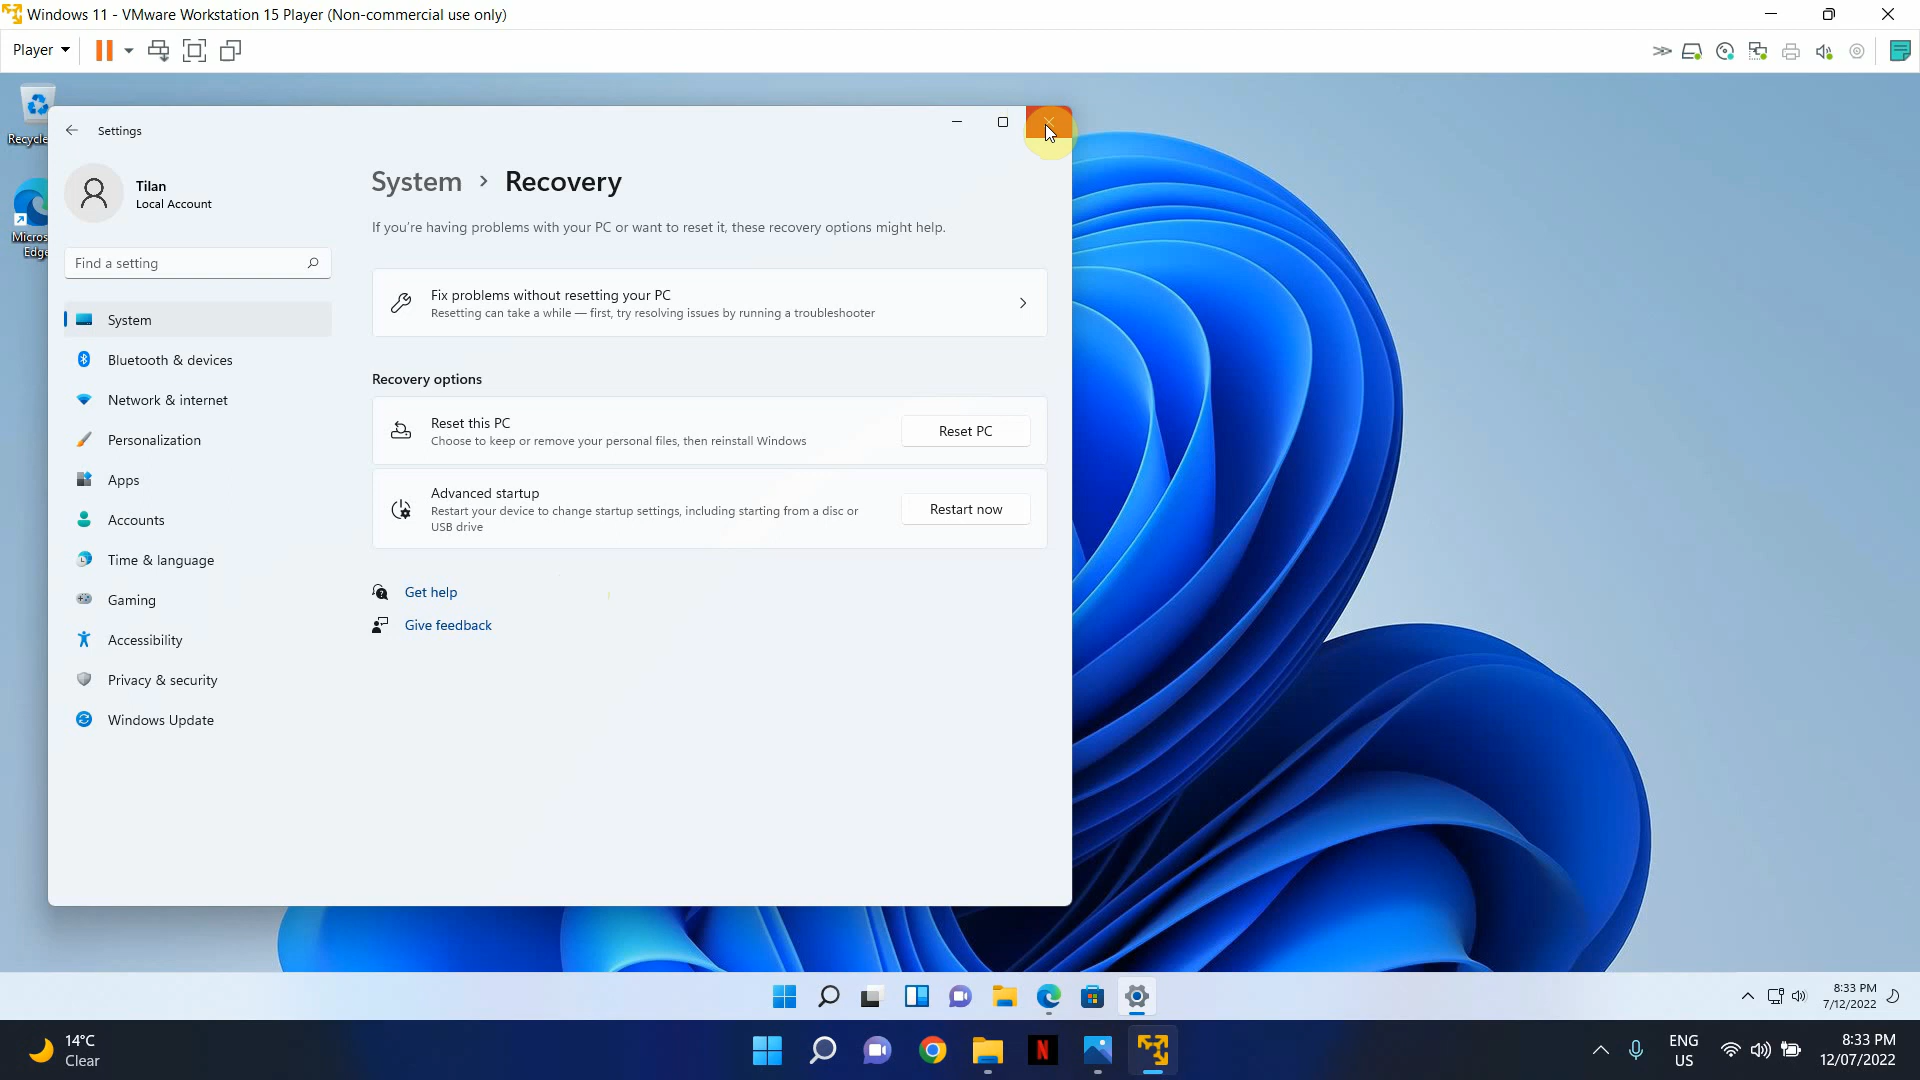 Windows 11 - VMware Workstation 15 Player (Non-commercial use only)
Player
Recycle
Micros
Edge
Settings
Tilan
Local Account
Find a setting
System
Bluetooth & devices
Network & internet
Personalization
Apps
Accounts
Time & language
Gaming
Accessibility
Privacy & security
Windows Update
System > Recovery
If you're having problems with your PC or want to reset it, these recovery options might help.
Fix problems without resetting your PC
Resetting can take a while — first, try resolving issues by running a troubleshooter
Recovery options
Reset this PC
Choose to keep or remove your personal files, then reinstall Windows
Reset PC
Advanced startup
Restart your device to change startup settings, including starting from a disc or
USB drive
Restart now
Get help
Give feedback
8:33 PM
7/12/2022
14°C
Clear
N
ENG
US
8:33 PM
12/07/2022